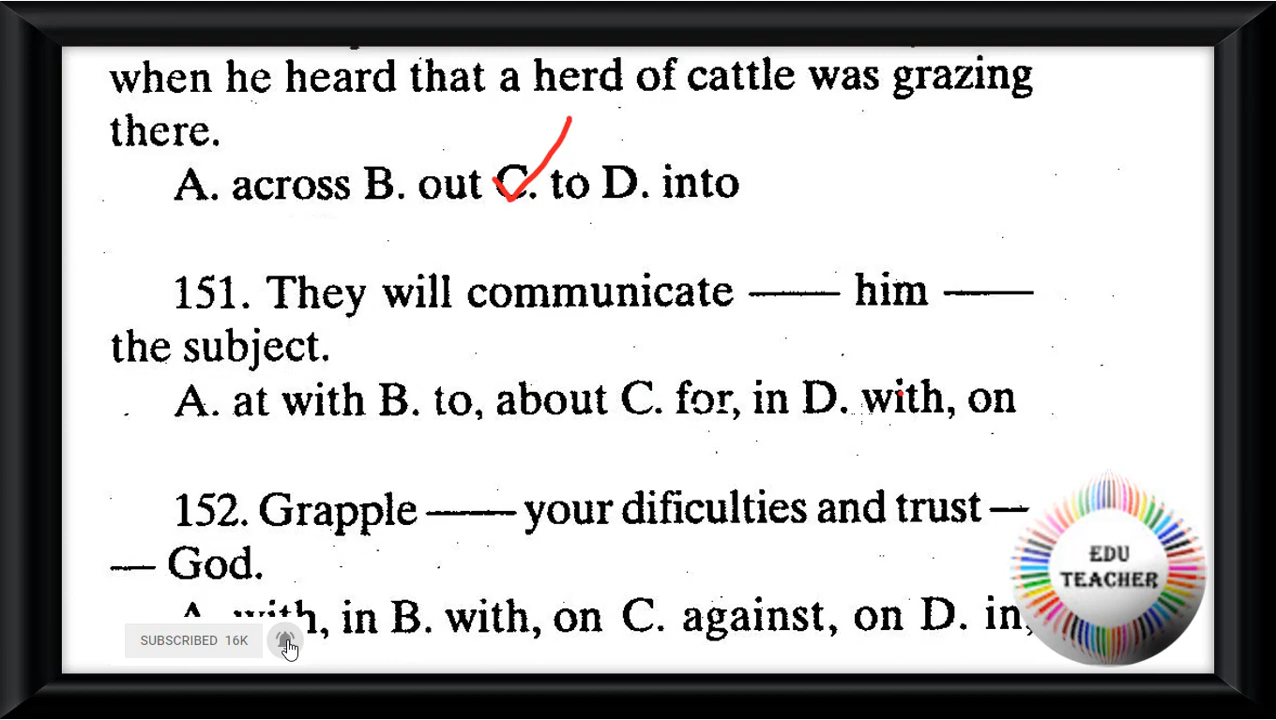 when he heard that a herd of cattle was grazing
there.
A. across B. out C. to D. into
151. They will communicate —— him ——
the subject.
A. at with B. to, about C. for, in D. with, on
152. Grapple —— your dificulties and trust —
— God.
A. with, in B. with, on C. against, on D. in,
EDU
TEACHER
SUBSCRIBED 16K